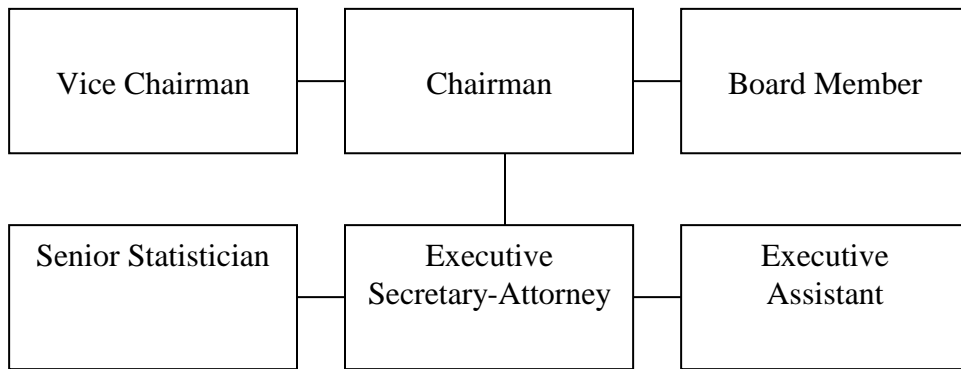 Vice Chairman
Chairman
Board Member
Senior Statistician
Executive
Secretary-Attorney
Executive
Assistant